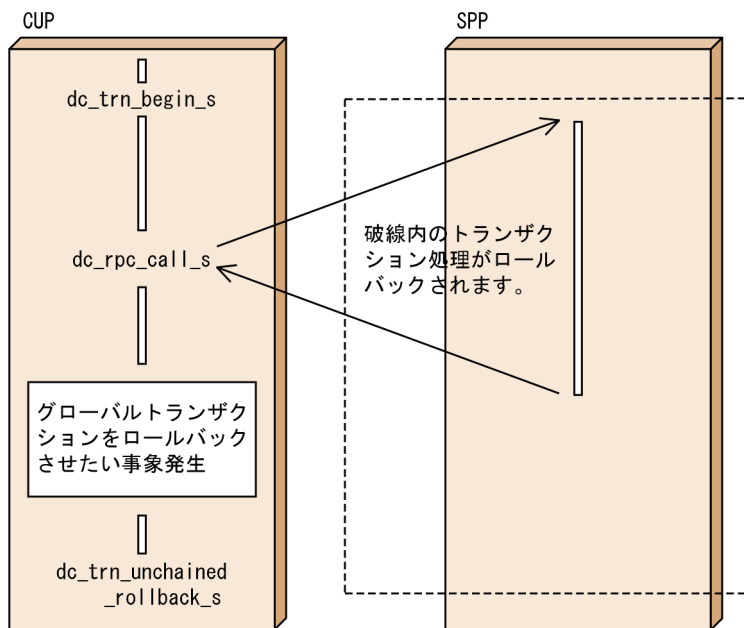 CUP
SPP
dc_trn_begin_s
dc_rpc_call_s
破線内のトランザク
ション処理がロール
バックされます。
グローバルトランザク
ションをロールバック
させたい事象発生
dc_trn_unchained
_rollback_s